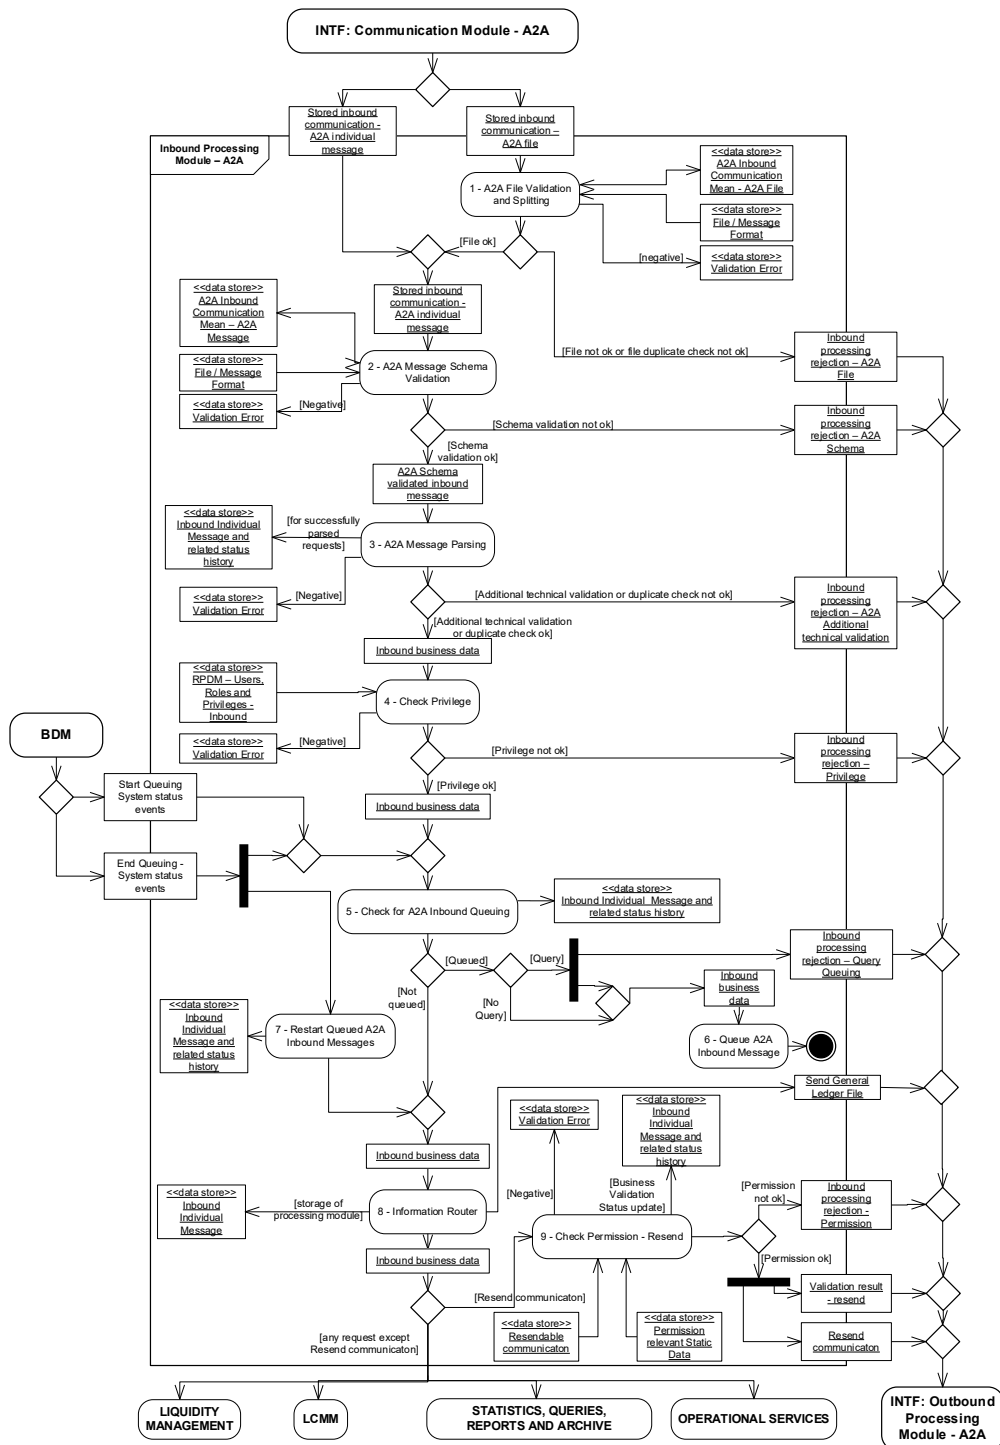 INTF: Communication Module - A2A
Stored inbound
communication -
A2A individual
message
Stored inbound
communication –
A2A file
Inbound Processing
Module – A2A
<<data store>>
A2A Inbound
Communication
Mean - A2A File
1 - A2A File Validation
and Splitting
<<data store>>
File / Message
Format
[File ok]
[negative]
<<data store>>
Validation Error
Stored inbound
communication -
A2A individual
message
<<data store>>
A2A Inbound
Communication
Mean – A2A
Message
[File not ok or file duplicate check not ok]
Inbound
processing
rejection – A2A
File
<<data store>>
File / Message
Format
2 - A2A Message Schema
Validation
<<data store>>
Validation Error
[Negative]
[Schema validation not ok]
Inbound
processing
rejection – A2A
Schema
[Schema
validation ok]
A2A Schema
validated inbound
message
<<data store>>
Inbound Individual
Message and
related status
history
[for successfully
parsed
requests]
3 - A2A Message Parsing
<<data store>>
Validation Error
[Negative]
[Additional technical validation or duplicate check not ok]
Inbound
processing
rejection – A2A
Additional
technical validation
[Additional technical validation
or duplicate check ok]
Inbound business data
<<data store>>
RPDM – Users,
Roles and
Privileges -
Inbound
4 - Check Privilege
<<data store>>
Validation Error
[Negative]
[Privilege not ok]
Inbound
processing
rejection –
Privilege
BDM
[Privilege ok]
Start Queuing
System status
events
Inbound business data
End Queuing -
System status
events
5 - Check for A2A Inbound Queuing
<<data store>>
Inbound Individual  Message and
related status history
[Queued]
[Query]
Inbound
processing
rejection – Query
Queuing
[Not
queued]
[No
Query]
Inbound
business
data
<<data store>>
Inbound
Individual
Message and
related status
history
7 - Restart Queued A2A
Inbound Messages
6 - Queue A2A
Inbound Message
Send General
Ledger File
<<data store>>
Validation Error
<<data store>>
Inbound
Individual
Message and
related status
history
Inbound business data
<<data store>>
Inbound
Individual
Message
[storage of
processing module]
8 - Information Router
[Negative]
[Business
Validation
Status update]
[Permission
not ok]
Inbound
processing
rejection -
Permission
9 - Check Permission - Resend
Inbound business data
[Permission ok]
[Resend communicaton]
Validation result
- resend
<<data store>>
Resendable
communicaton
<<data store>>
Permission
relevant Static
Data
Resend
communicaton
[any request except
Resend communicaton]
LIQUIDITY
MANAGEMENT
LCMM
STATISTICS, QUERIES,
REPORTS AND ARCHIVE
OPERATIONAL SERVICES
INTF: Outbound
Processing
Module - A2A